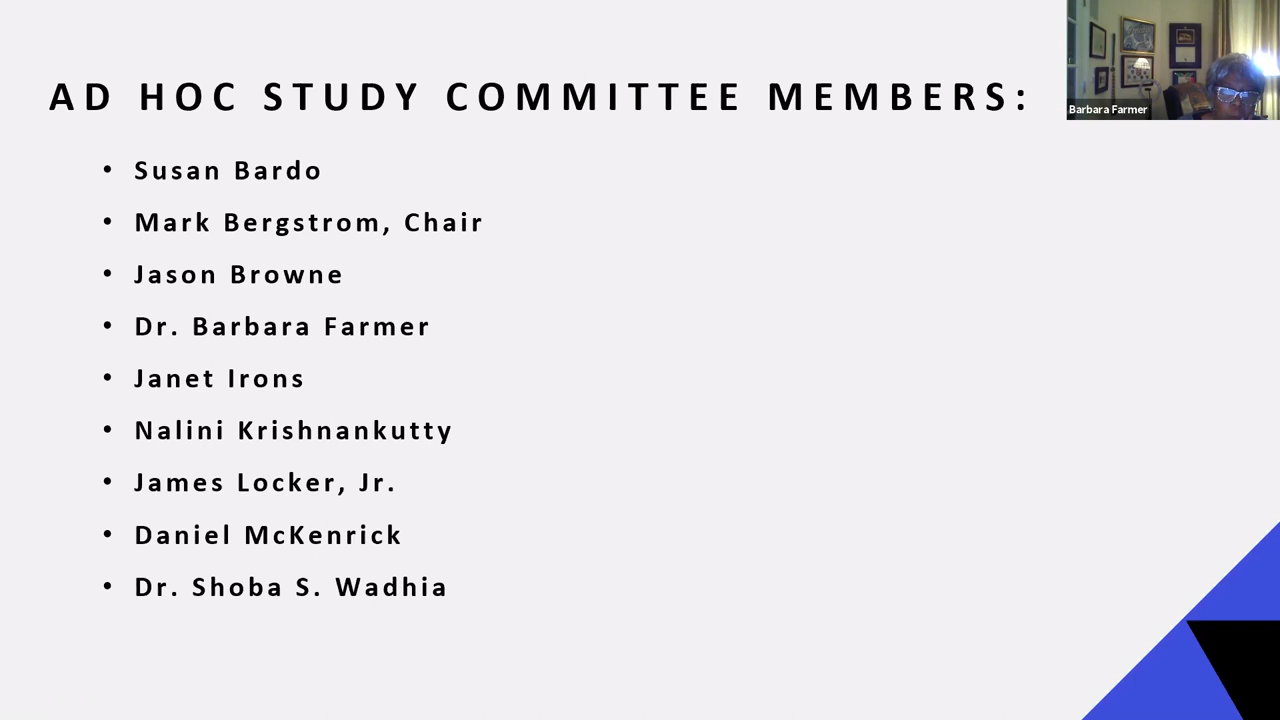 AD HOC STUDY COMMITTEE MEMBERS:
Barbara Farmer
• Susan Bardo
• Mark Bergstrom, Chair
• Jason Browne
• Dr. Barbara Farmer
• Janet Irons
• Nalini Krishnankutty
• James Locker, Jr.
• Daniel McKenrick
• Dr. Shoba S. Wadhia